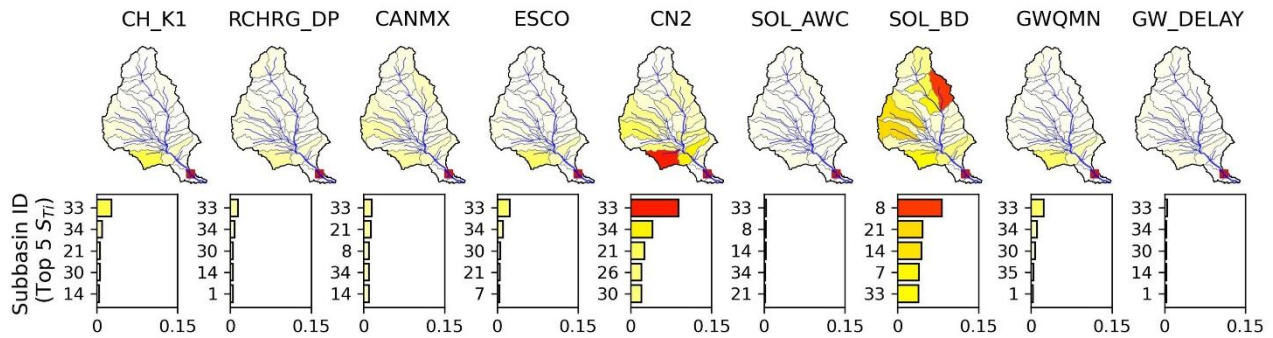 CH_K1 RCHRG_DP CANMX ESCO CN2 SOL_AWC SOL_BD GWQMN GW_DELAY
Subbasin ID
(Top 5 S_Ti)
33 33 33 33 33 33 8 33 33
34 34 21 34 34 8 21 34 34
21 30 8 30 26 14 14 30 30
30 14 34 21 26 34 7 35 14
14 1 14 7 30 21 33 1 1
0 0.15 0 0.15 0 0.15 0 0.15 0 0.15 0 0.15 0 0.15 0 0.15 0 0.15